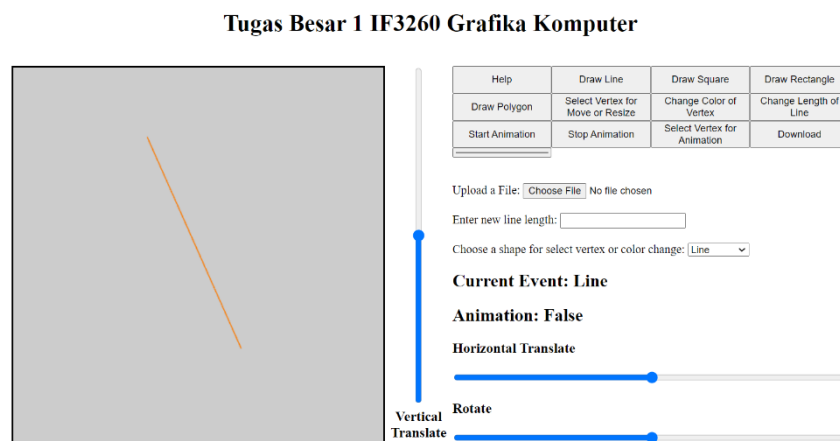 Tugas Besar 1 IF3260 Grafika Komputer
Help
Draw Line
Draw Square
Draw Rectangle
Draw Polygon
Select Vertex for
Move or Resize
Change Color of
Vertex
Change Length of
Line
Start Animation
Stop Animation
Select Vertex for
Animation
Download
Upload a File: Choose File No file chosen
Enter new line length:
Choose a shape for select vertex or color change: Line
Current Event: Line
Animation: False
Horizontal Translate
Rotate
Vertical
Translate